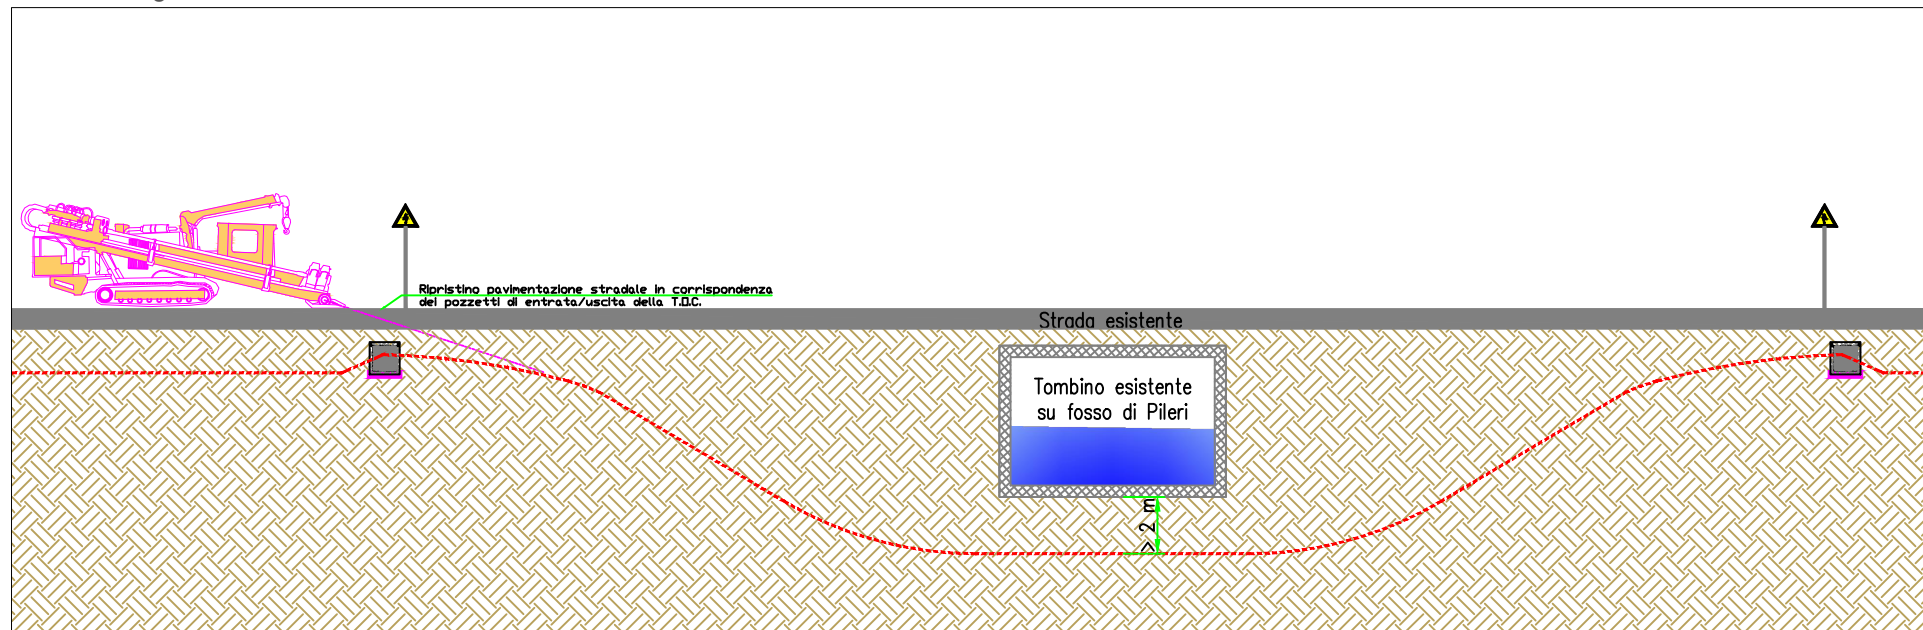 Ripristino pavimentazione stradale in corrispondenza
dei pozzetti di entrata/uscita della T.O.C.
Strada esistente
Tombino esistente
su fosso di Pileri
>2 m